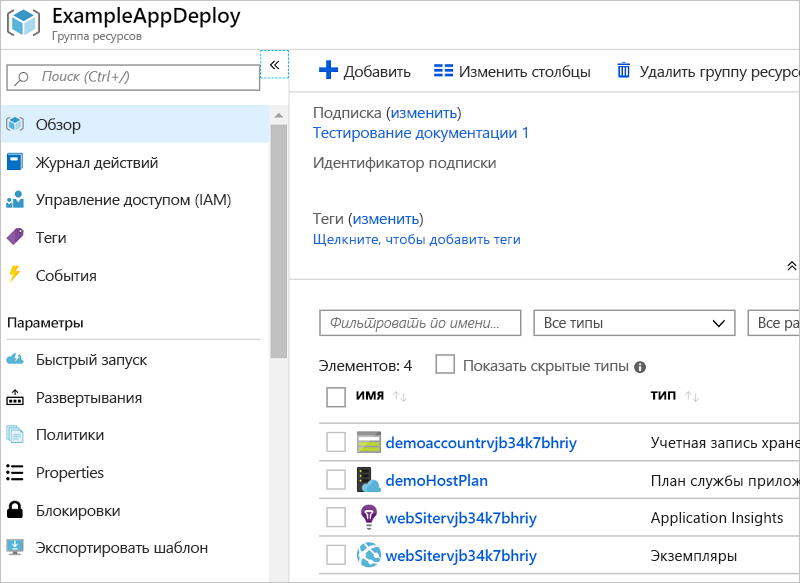 ExampleAppDeploy
Группа ресурсов
Поиск (Ctrl+/)
«
Обзор
Журнал действий
Управление доступом (IAM)
Теги
События
Параметры
Быстрый запуск
Развертывания
Политики
Properties
Блокировки
Экспортировать шаблон
Добавить
Изменить столбцы
Удалить группу ресурсо
Подписка (изменить)
Тестирование документации 1
Идентификатор подписки
Теги (изменить)
Щелкните, чтобы добавить теги
Фильтровать по имени...
Все типы
Все ра
Элементов: 4
Показать скрытые типы
ИМЯ
ТИП
demoaccountrvjb34k7bhriy
Учетная запись хране
demoHostPlan
План службы прилож
webSitervjb34k7bhriy
Application Insights
webSitervjb34k7bhriy
Экземпляры